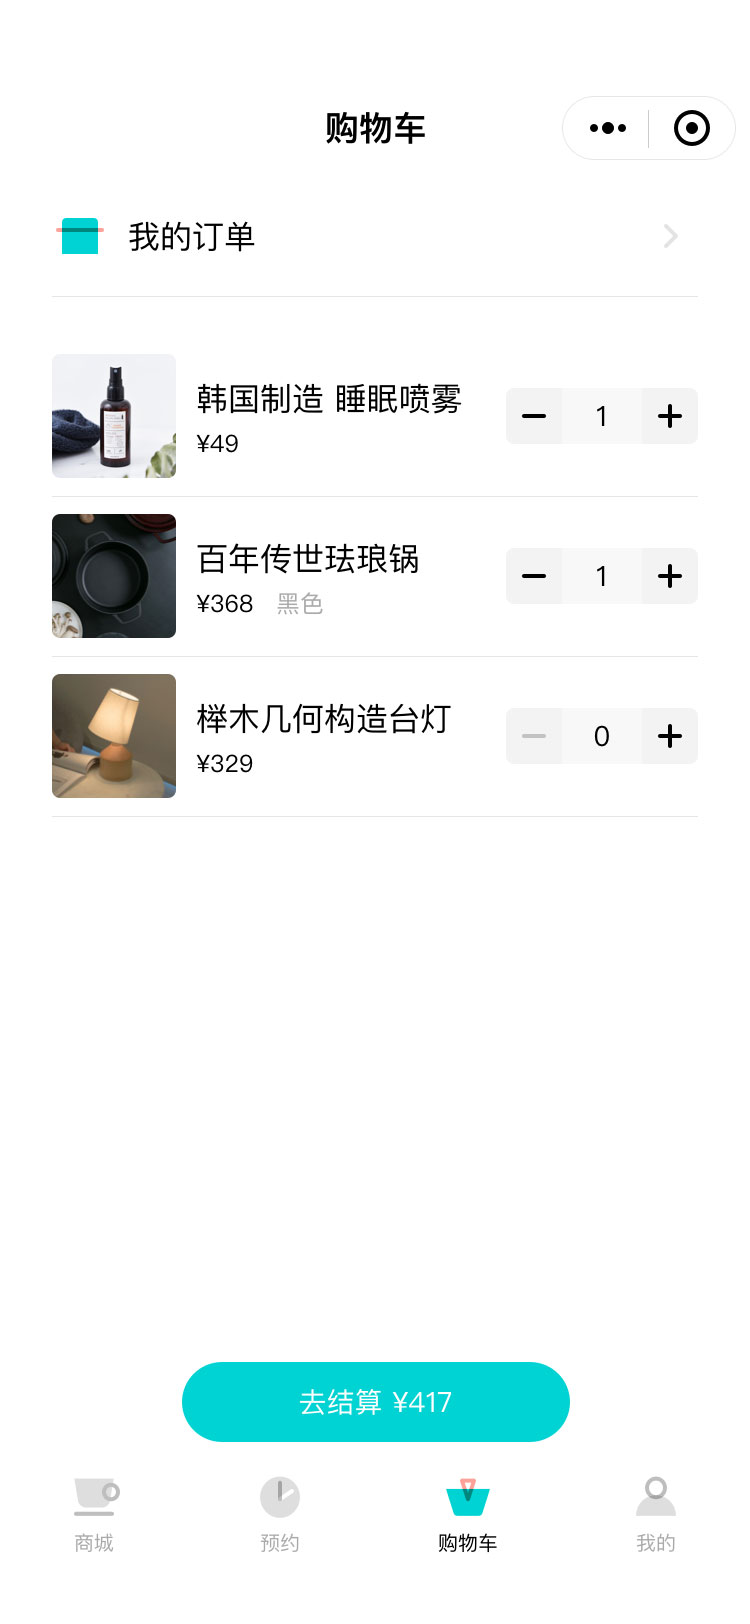 购物车
我的订单
韩国制造 睡眠喷雾
¥49
1
百年传世珐琅锅
¥368 黑色
1
榉木几何构造台灯
¥329
0
去结算 ¥417
商城
预约
购物车
我的